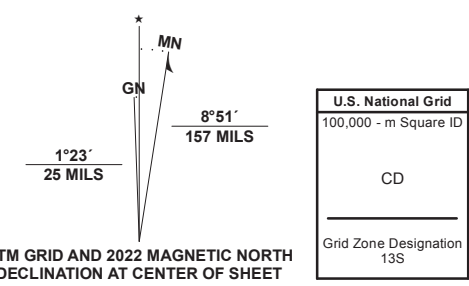 MN
GN
8°51´
157 MILS
1°23´
25 MILS
TM GRID AND 2022 MAGNETIC NORTH
DECLINATION AT CENTER OF SHEET
U.S. National Grid
100,000 - m Square ID
CD
Grid Zone Designation
13S